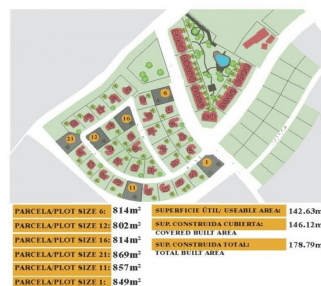 6
16
21
12
1
11
PARCELA/PLOT SIZE 6: 814m²
PARCELA/PLOT SIZE 12: 802m²
PARCELA/PLOT SIZE 16: 814m²
PARCELA/PLOT SIZE 21: 869m²
PARCELA/PLOT SIZE 11: 857m²
PARCELA/PLOT SIZE 1: 849m²
SUPERFICIE ÚTIL/ USEABLE AREA: 142.63m
SUP. CONSTRUIDA CUBIERTA: 146.12m
COVERED BUILT AREA
SUP. CONSTRUIDA TOTAL: 178.79m
TOTAL BUILT AREA